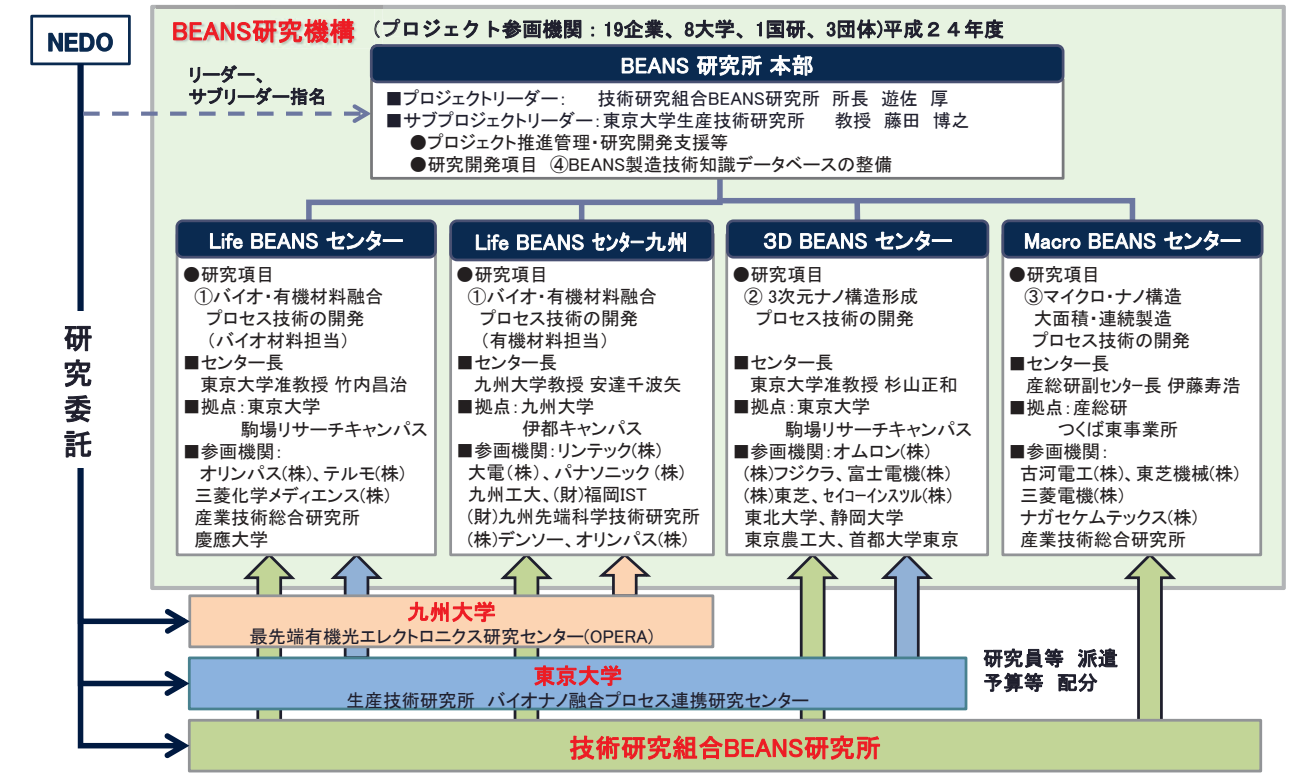 NEDO
BEANS研究機構 (プロジェクト参画機関：19企業、8大学、1国研、3団体)平成２４年度
リーダー、
サブリーダー指名
BEANS 研究所 本部
■プロジェクトリーダー： 技術研究組合BEANS研究所 所長 遊佐 厚
■サブプロジェクトリーダー：東京大学生産技術研究所 教授 藤田 博之
●プロジェクト推進管理・研究開発支援等
●研究開発項目 ④BEANS製造技術知識データベースの整備
研究委託
Life BEANS センター
●研究項目
①バイオ・有機材料融合
プロセス技術の開発
（バイオ材料担当）
■センター長
東京大学准教授 竹内昌治
■拠点：東京大学
駒場リサーチキャンパス
■参画機関：
オリンパス(株)、テルモ(株)
三菱化学メディエンス(株)
産業技術総合研究所
慶應大学
Life BEANS センター九州
●研究項目
①バイオ・有機材料融合
プロセス技術の開発
（有機材料担当）
■センター長
九州大学教授 安達千波矢
■拠点：九州大学
伊都キャンパス
■参画機関：リンテック(株)
大電(株)、パナソニック(株)
九州工大、(財)福岡IST
(財)九州先端科学技術研究所
(株)デンソー、オリンパス(株)
3D BEANS センター
●研究項目
② 3次元ナノ構造形成
プロセス技術の開発
■センター長
東京大学准教授 杉山正和
■拠点：東京大学
駒場リサーチキャンパス
■参画機関：オムロン(株)
(株)フジクラ、富士電機(株)
(株)東芝、ｾｲｺｰｲﾝｽﾂﾙ(株)
東北大学、静岡大学
東京農工大、首都大学東京
Macro BEANS センター
●研究項目
③マイクロ・ナノ構造
大面積・連続製造
プロセス技術の開発
■センター長
産総研副ｾﾝﾀｰ長 伊藤寿浩
■拠点：産総研
つくば東事業所
■参画機関：
古河電工(株)、東芝機械(株)
三菱電機(株)
ナガセケムテックス(株)
産業技術総合研究所
九州大学
最先端有機光エレクトロニクス研究センター(OPERA)
東京大学
生産技術研究所 バイオナノ融合プロセス連携研究センター
研究員等 派遣
予算等 配分
技術研究組合BEANS研究所